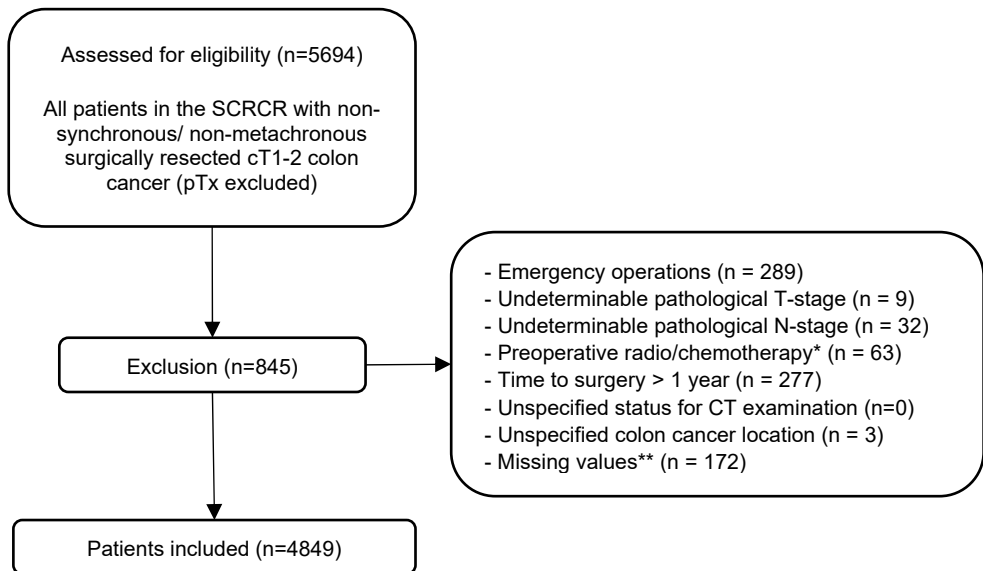 Assessed for eligibility (n=5694)
All patients in the SCRCR with non-
synchronous/ non-metachronous
surgically resected cT1-2 colon
cancer (pTx excluded)
- Emergency operations (n = 289)
- Undeterminable pathological T-stage (n = 9)
- Undeterminable pathological N-stage (n = 32)
- Preoperative radio/chemotherapy* (n = 63)
- Time to surgery > 1 year (n = 277)
- Unspecified status for CT examination (n=0)
- Unspecified colon cancer location (n = 3)
- Missing values** (n = 172)
Exclusion (n=845)
Patients included (n=4849)